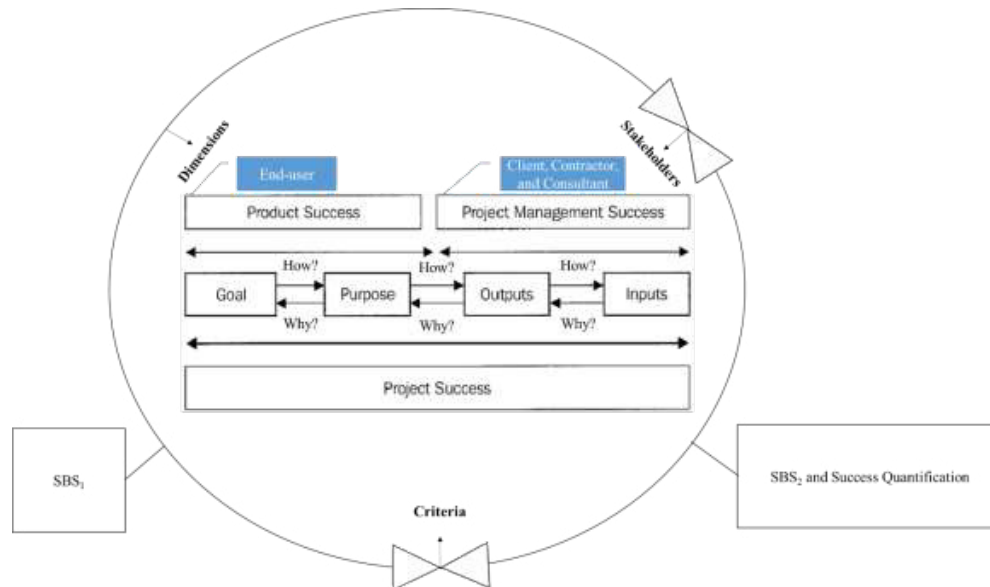 Dimensions
Stakeholders
End-user
Client, Contractor,
and Consultant
Product Success
Project Management Success
How?
How?
How?
Goal
Purpose
Outputs
Inputs
Why?
Why?
Why?
Project Success
SBS₁
SBS₂ and Success Quantification
Criteria